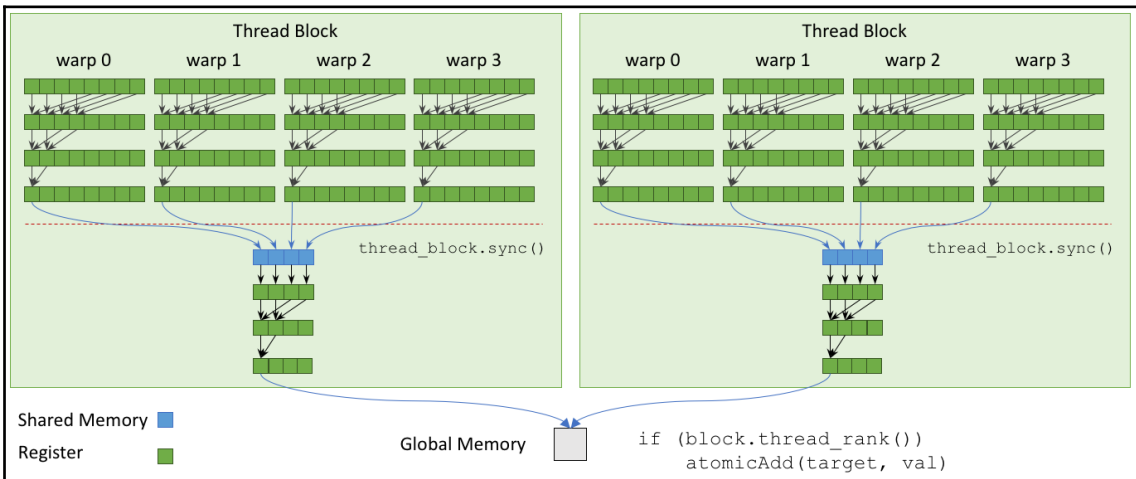 Thread Block
warp 0 warp 1 warp 2 warp 3
thread_block.sync()
Thread Block
warp 0 warp 1 warp 2 warp 3
thread_block.sync()
Shared Memory
Register
Global Memory
if (block.thread_rank())
atomicAdd(target, val)